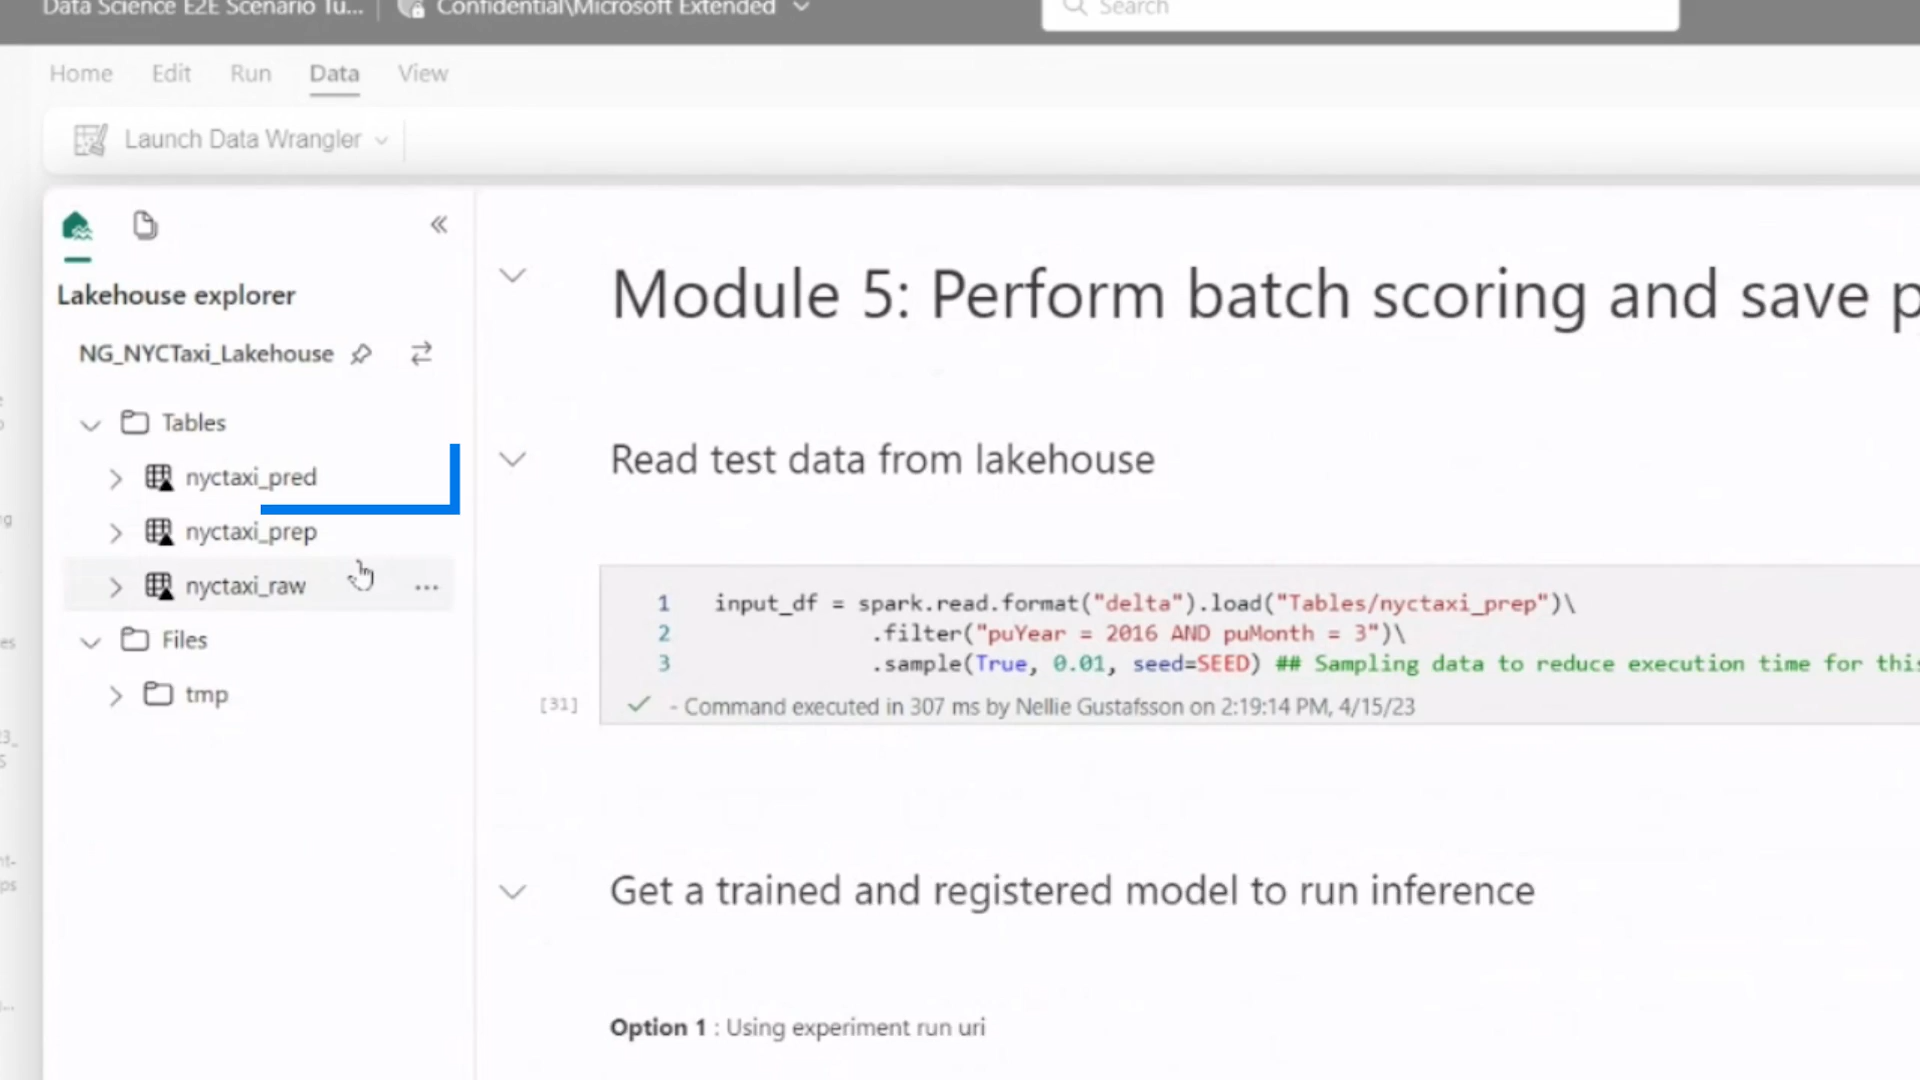 Data Science E2E Scenario Tu... Confidential\Microsoft Extended Search
Home Edit Run Data View
Launch Data Wrangler
Lakehouse explorer
NG_NYCTaxi_Lakehouse
Tables
nyctaxi_pred
nyctaxi_prep
nyctaxi_raw ...
Files
tmp
Module 5: Perform batch scoring and save p
Read test data from lakehouse
1 input_df = spark.read.format("delta").load("Tables/nyctaxi_prep")\
2 .filter("puYear = 2016 AND puMonth = 3")\
3 .sample(True, 0.01, seed=SEED) ## Sampling data to reduce execution time for this
[31] - Command executed in 307 ms by Nellie Gustafsson on 2:19:14 PM, 4/15/23
Get a trained and registered model to run inference
Option 1 : Using experiment run uri